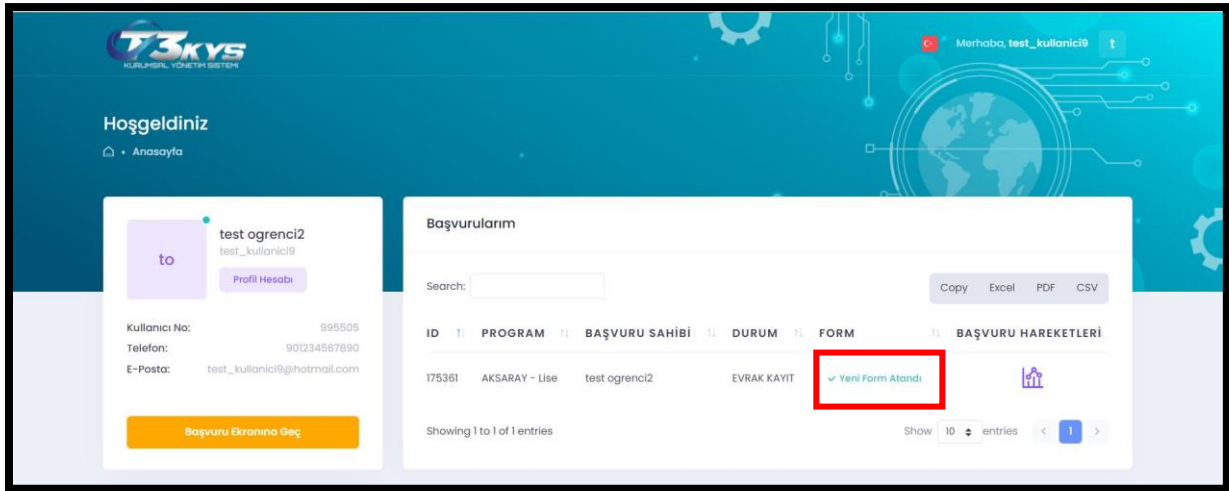 T3KYS
KURUMSAL YÖNETİM SİSTEMİ
Merhaba, test_kullanici9 t
Hoşgeldiniz
• Anasayfa
to
test ogrenci2
test_kullanici9
Profil Hesabı
Kullanıcı No: 995505
Telefon: 901234567890
E-Posta: test_kullanici9@hotmail.com
Başvuru Ekranına Geç
Başvurularım
Search:
Copy Excel PDF CSV
ID PROGRAM BAŞVURU SAHİBİ DURUM FORM BAŞVURU HAREKETLERİ
175361 AKSARAY - Lise test ogrenci2 EVRAK KAYIT ✓ Yeni Form Atandı
Showing 1 to 1 of 1 entries
Show 10 entries < 1 >